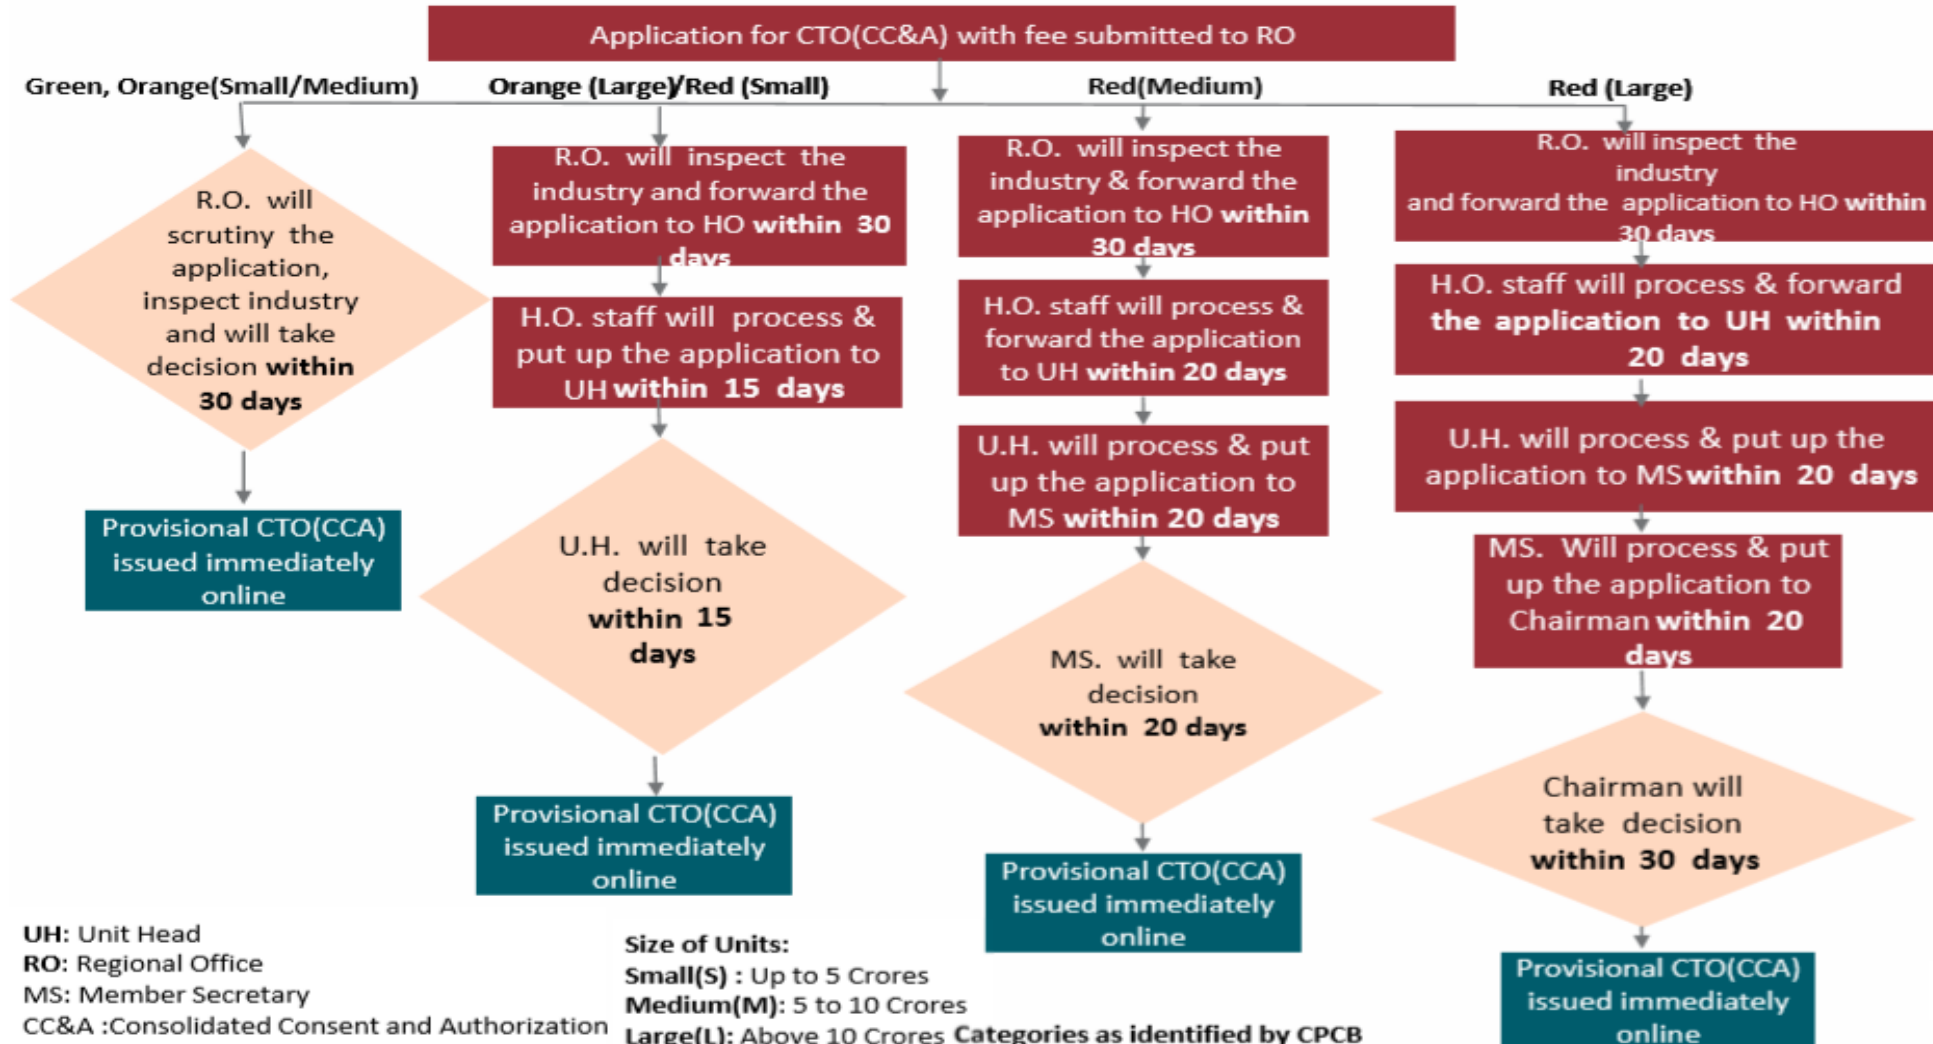 Application for CTO(CC&A) with fee submitted to RO
Green, Orange(Small/Medium)
Orange (Large)/Red (Small)
Red(Medium)
Red (Large)
R.O. will
scrutiny the
application,
inspect industry
and will take
decision within
30 days
Provisional CTO(CCA)
issued immediately
online
R.O. will inspect the
industry and forward the
application to HO within 30
days
H.O. staff will process &
put up the application to
UH within 15 days
U.H. will take
decision
within 15
days
Provisional CTO(CCA)
issued immediately
online
R.O. will inspect the
industry & forward the
application to HO within
30 days
H.O. staff will process &
forward the application
to UH within 20 days
U.H. will process & put
up the application to
MS within 20 days
MS. will take
decision
within 20 days
Provisional CTO(CCA)
issued immediately
online
R.O. will inspect the
industry
and forward the application to HO within
30 days
H.O. staff will process & forward
the application to UH within
20 days
U.H. will process & put up the
application to MS within 20 days
MS. Will process & put
up the application to
Chairman within 20
days
Chairman will
take decision
within 30 days
Provisional CTO(CCA)
issued immediately
online
UH: Unit Head
RO: Regional Office
MS: Member Secretary
CC&A :Consolidated Consent and Authorization
Size of Units:
Small(S) : Up to 5 Crores
Medium(M): 5 to 10 Crores
Large(L): Above 10 Crores Categories as identified by CPCB